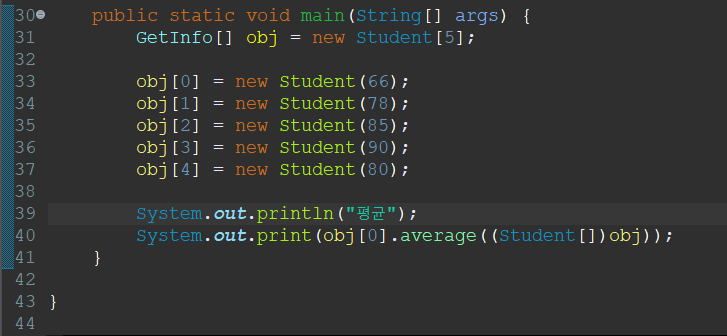 30 public static void main(String[] args) {
31 GetInfo[] obj = new Student[5];
32
33 obj[0] = new Student(66);
34 obj[1] = new Student(78);
35 obj[2] = new Student(85);
36 obj[3] = new Student(90);
37 obj[4] = new Student(80);
38
39 System.out.println("평균");
40 System.out.print(obj[0].average((Student[])obj));
41 }
42
43 }
44